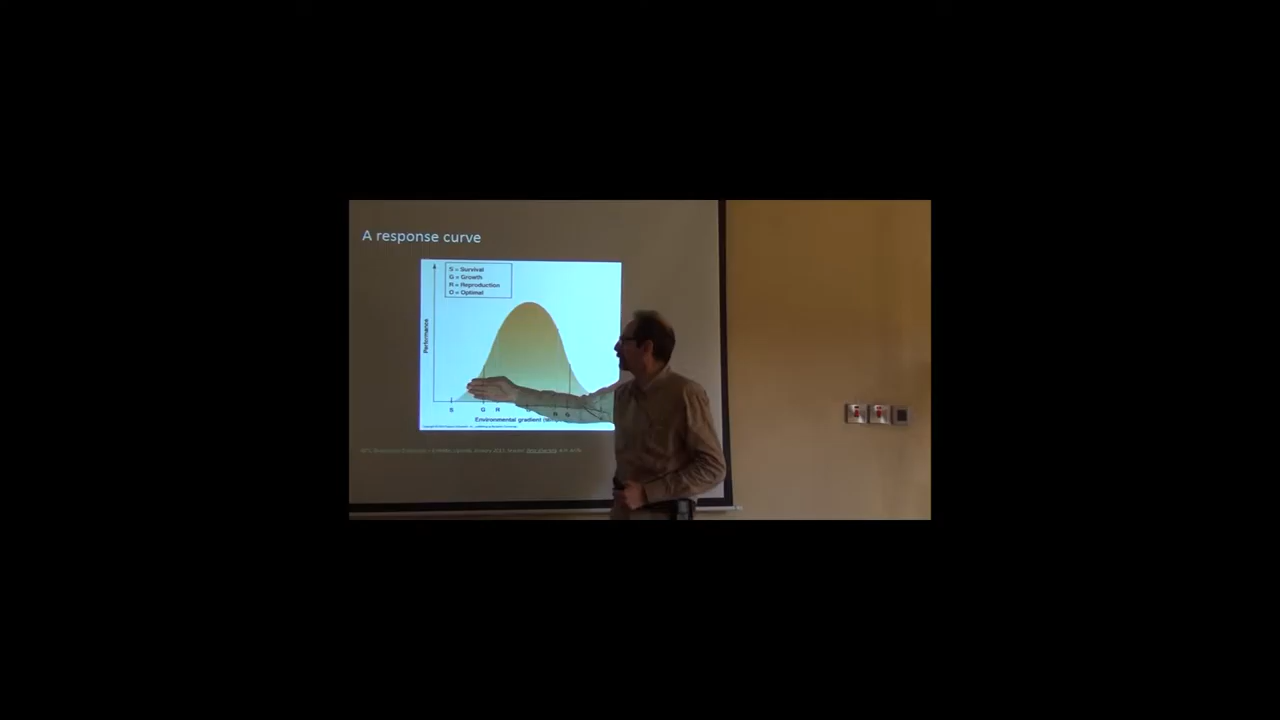 A response curve
S = Survival
G = Growth
R = Reproduction
O = Optimal
Performance
S G R R G
Environmental gradient